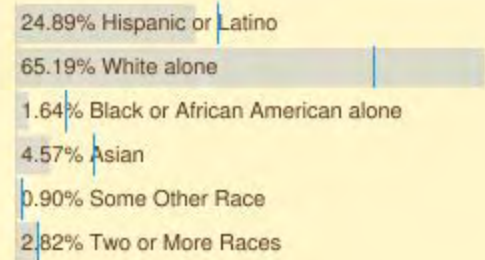 24.89% Hispanic or Latino
65.19% White alone
1.64% Black or African American alone
4.57% Asian
0.90% Some Other Race
2.82% Two or More Races